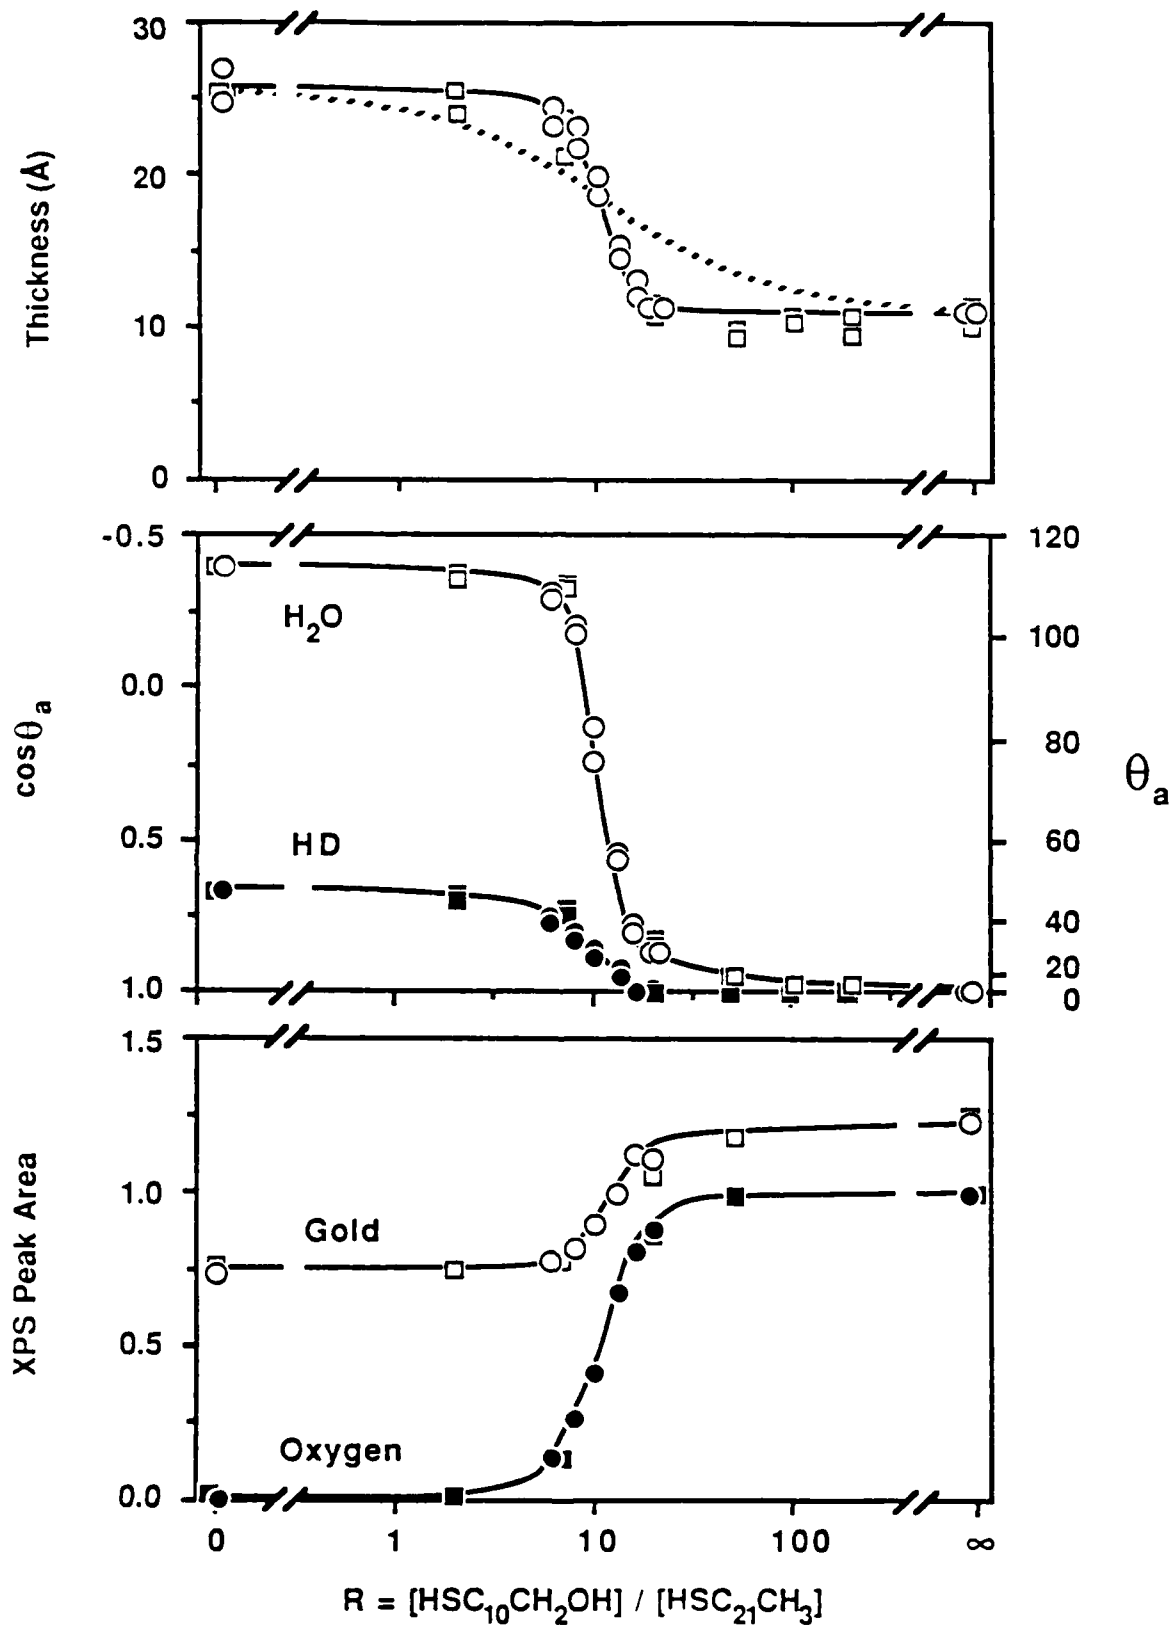 30
20
10
0
Thickness (Å)
-0.5
0.0
0.5
1.0
cosθa
120
100
80
60
40
20
0
θa
H2O
HD
1.5
1.0
0.5
0.0
XPS Peak Area
Gold
Oxygen
0 1 10 100 ∞
R = [HSC10CH2OH] / [HSC21CH3]